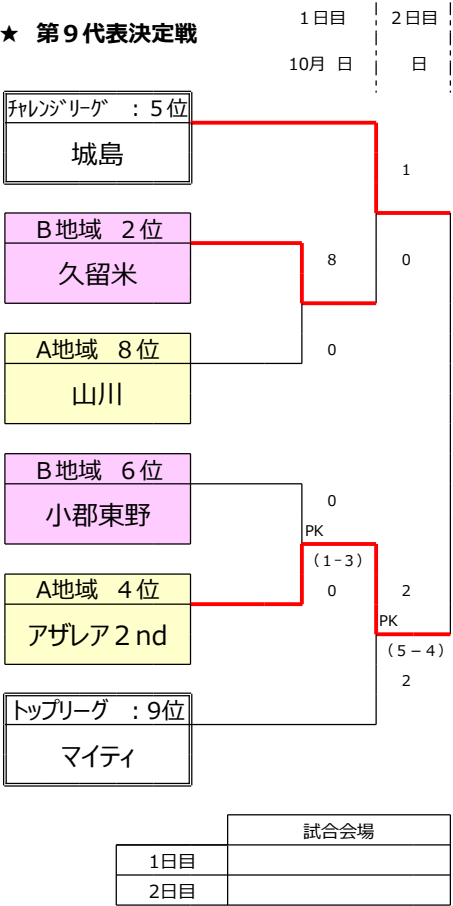 ★ 第９代表決定戦
１日目 ２日目
10月 日 日
ﾁｬﾚﾝｼﾞﾘｰｸﾞ ：５位
城島
1
Ｂ地域 ２位
久留米
8 0
A地域 ８位
0
山川
Ｂ地域 ６位
小郡東野
0
PK
（１-３）
A地域 ４位
0 2
アザレア２nd
PK
（５－４）
2
トップリーグ ：9位
マイティ
試合会場
1日目
2日目